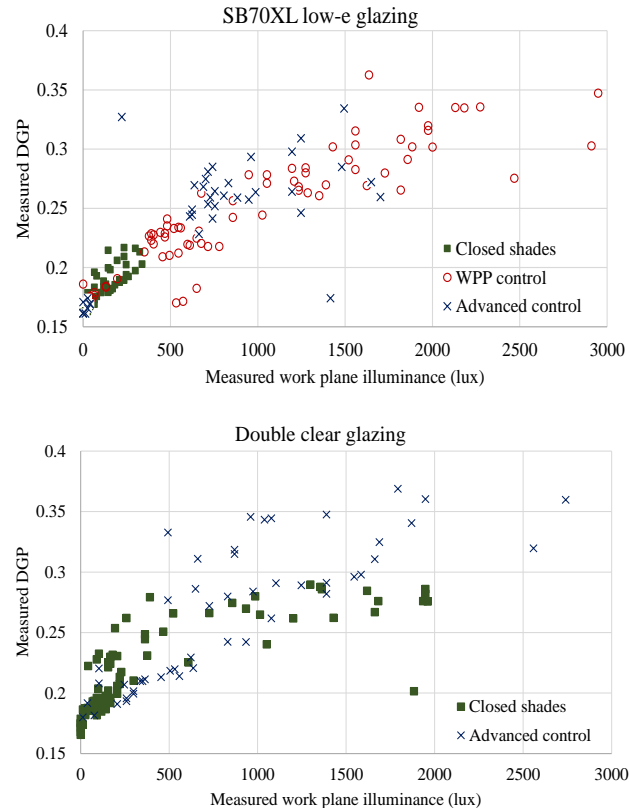 SB70XL low-e glazing
0.4
0.35
0.3
0.25
0.2
0.15
Measured DGP
Closed shades
WPP control
Advanced control
0 500 1000 1500 2000 2500 3000
Measured work plane illuminance (lux)
Double clear glazing
0.4
0.35
0.3
0.25
0.2
0.15
Measured DGP
Closed shades
Advanced control
0 500 1000 1500 2000 2500 3000
Measured work plane illuminance (lux)